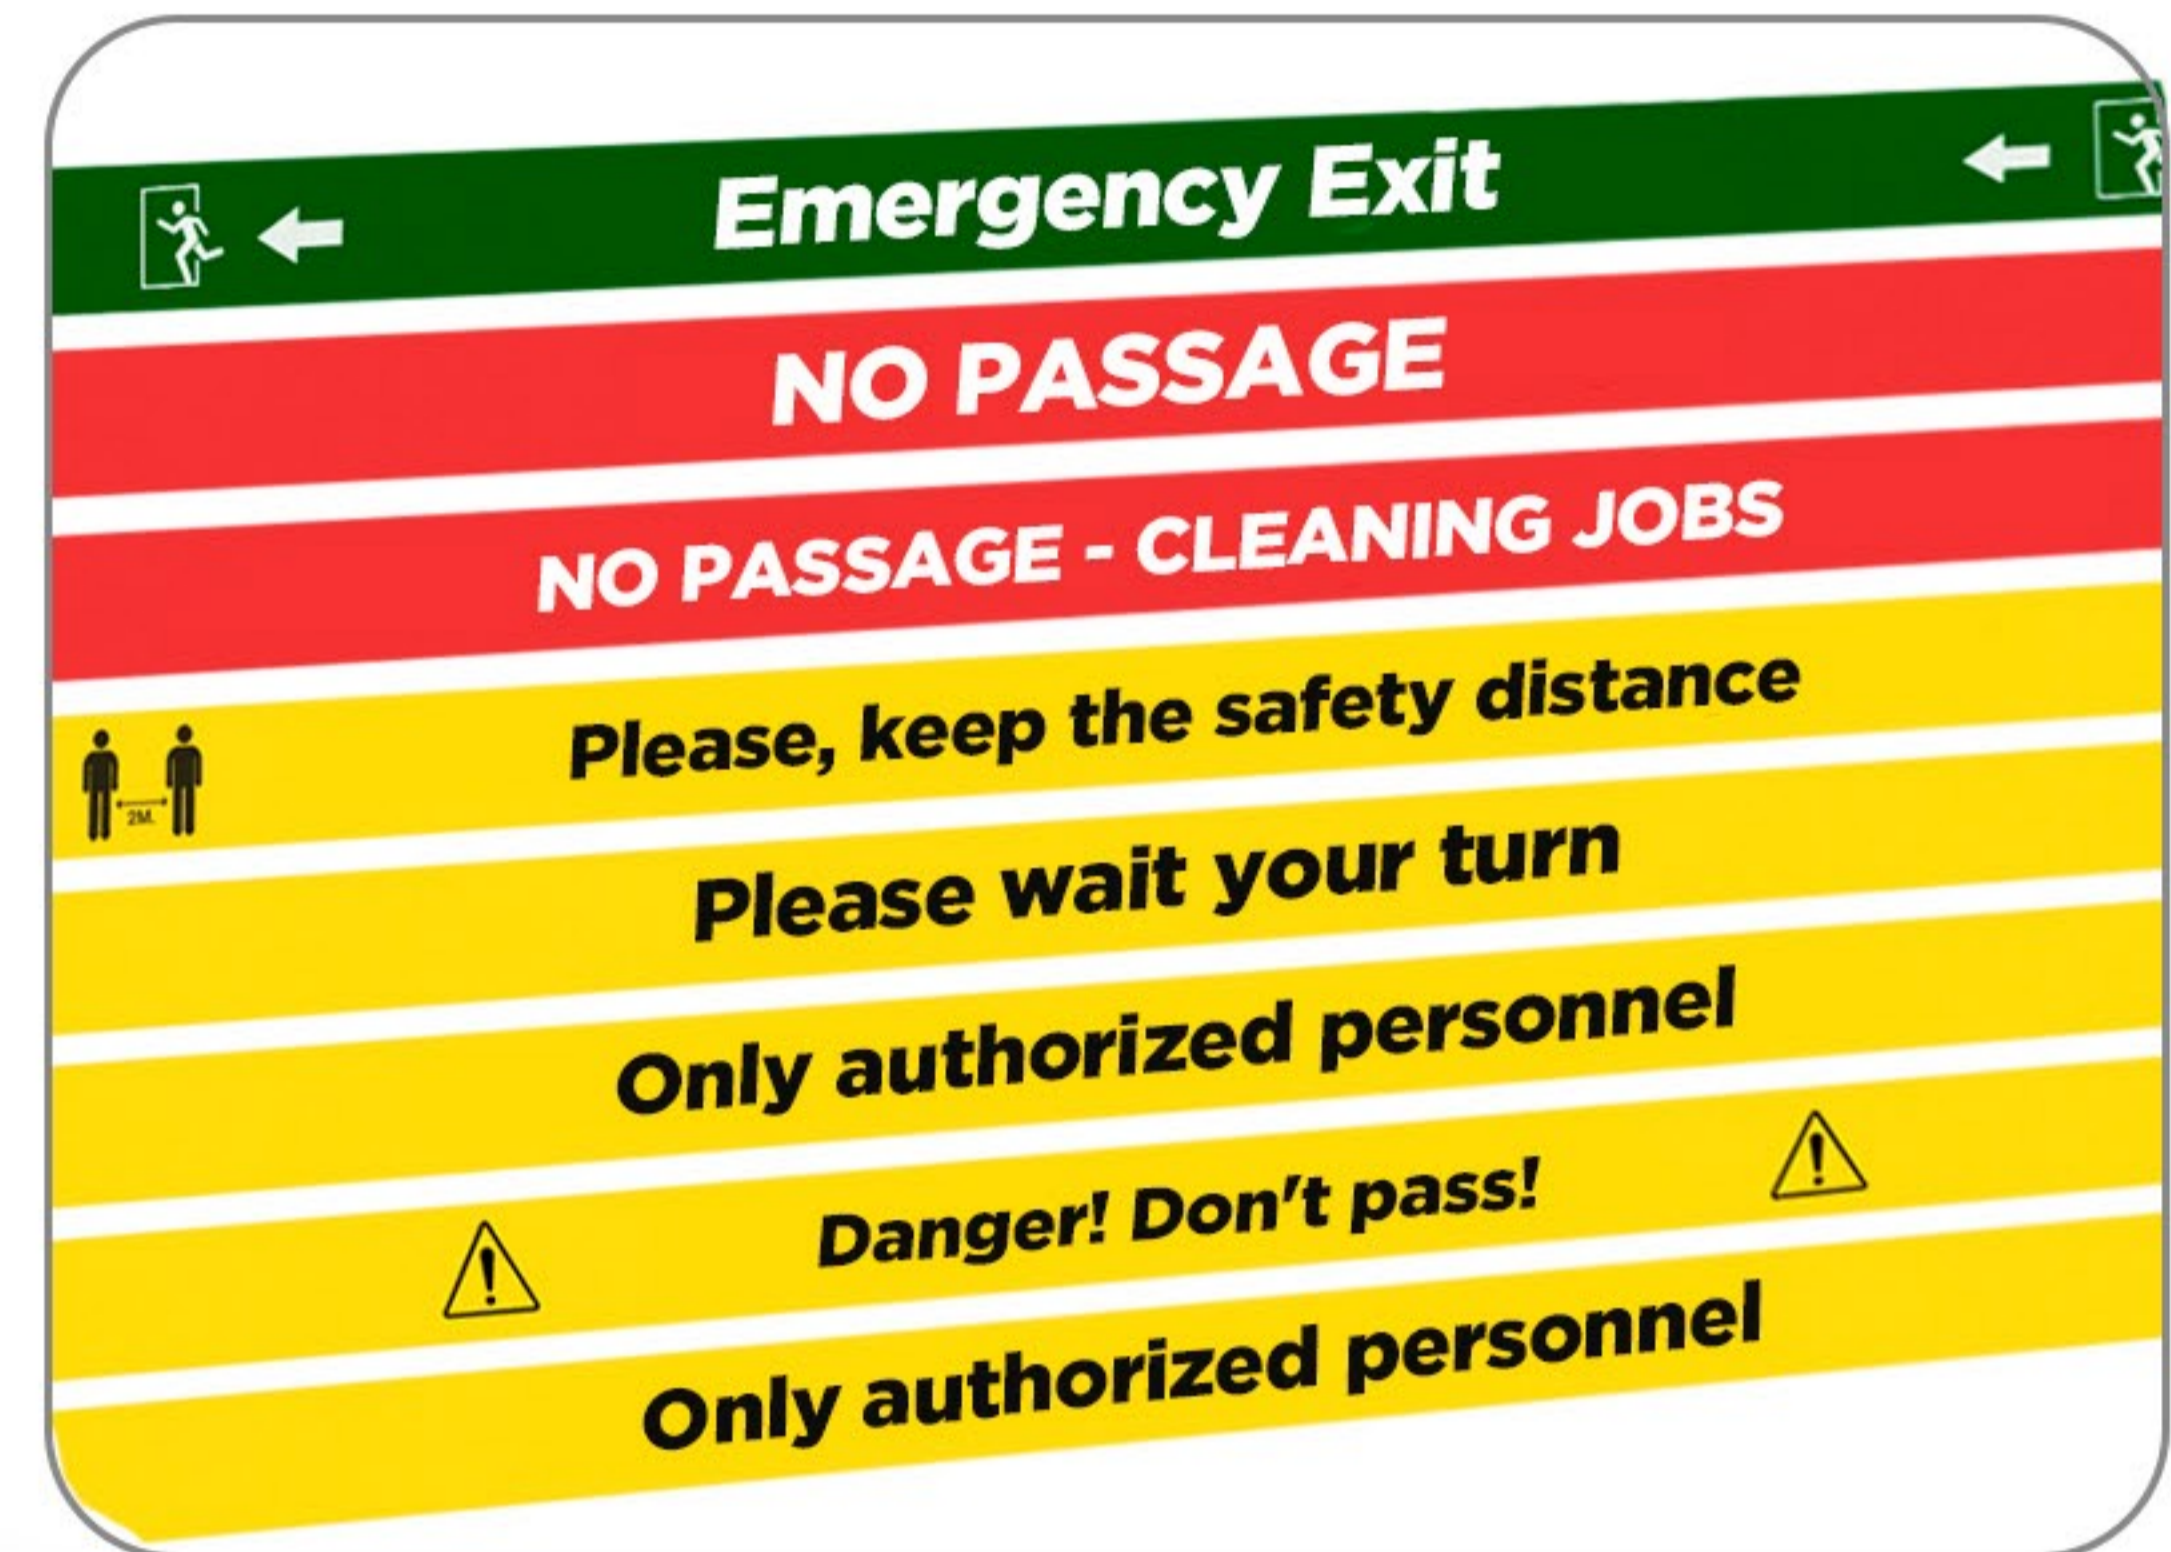 Emergency Exit
NO PASSAGE
NO PASSAGE - CLEANING JOBS
Please, keep the safety distance
2M.
Please wait your turn
Only authorized personnel
Danger! Don't pass!
Only authorized personnel